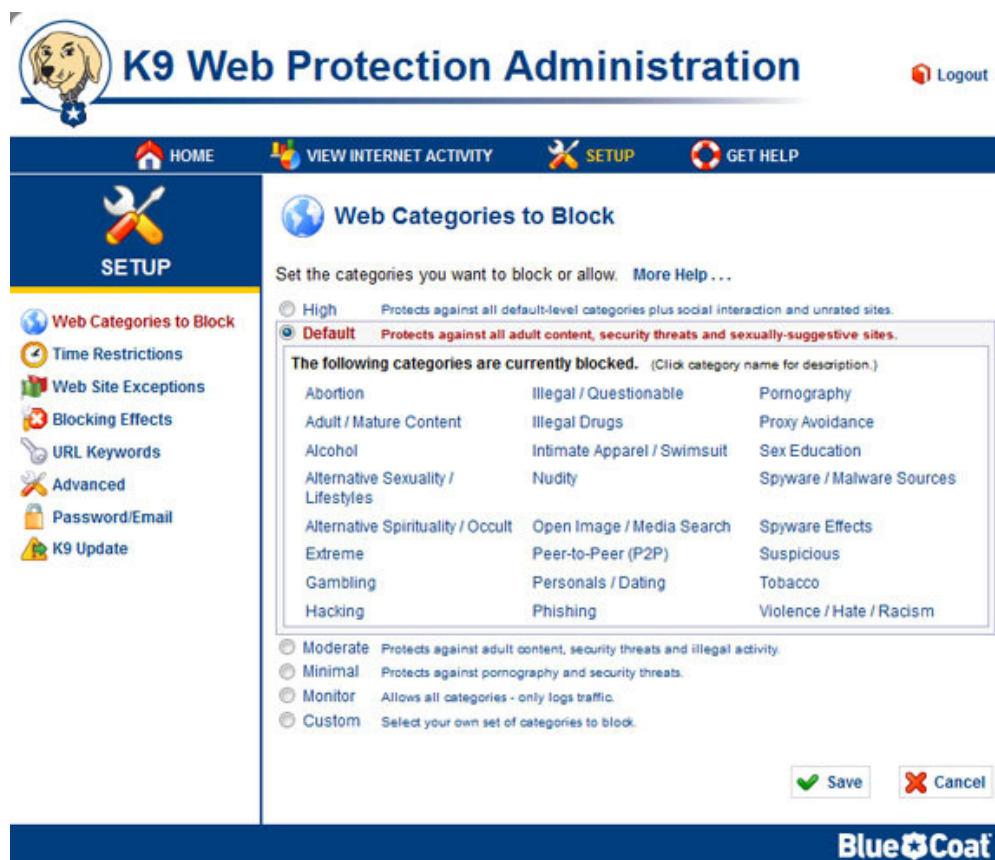 K9 Web Protection Administration
Logout
HOME
VIEW INTERNET ACTIVITY
SETUP
GET HELP
SETUP
Web Categories to Block
Time Restrictions
Web Site Exceptions
Blocking Effects
URL Keywords
Advanced
Password/Email
K9 Update
Web Categories to Block
Set the categories you want to block or allow. More Help . . .
High Protects against all default-level categories plus social interaction and unrated sites.
Default Protects against all adult content, security threats and sexually-suggestive sites.
The following categories are currently blocked. (Click category name for description.)
Abortion Illegal / Questionable Pornography
Adult / Mature Content Illegal Drugs Proxy Avoidance
Alcohol Intimate Apparel / Swimsuit Sex Education
Alternative Sexuality / Nudity Spyware / Malware Sources
Lifestyles
Alternative Spirituality / Occult Open Image / Media Search Spyware Effects
Extreme Peer-to-Peer (P2P) Suspicious
Gambling Personals / Dating Tobacco
Hacking Phishing Violence / Hate / Racism
Moderate Protects against adult content, security threats and illegal activity.
Minimal Protects against pornography and security threats.
Monitor Allows all categories - only logs traffic.
Custom Select your own set of categories to block.
Save
Cancel
Blue Coat